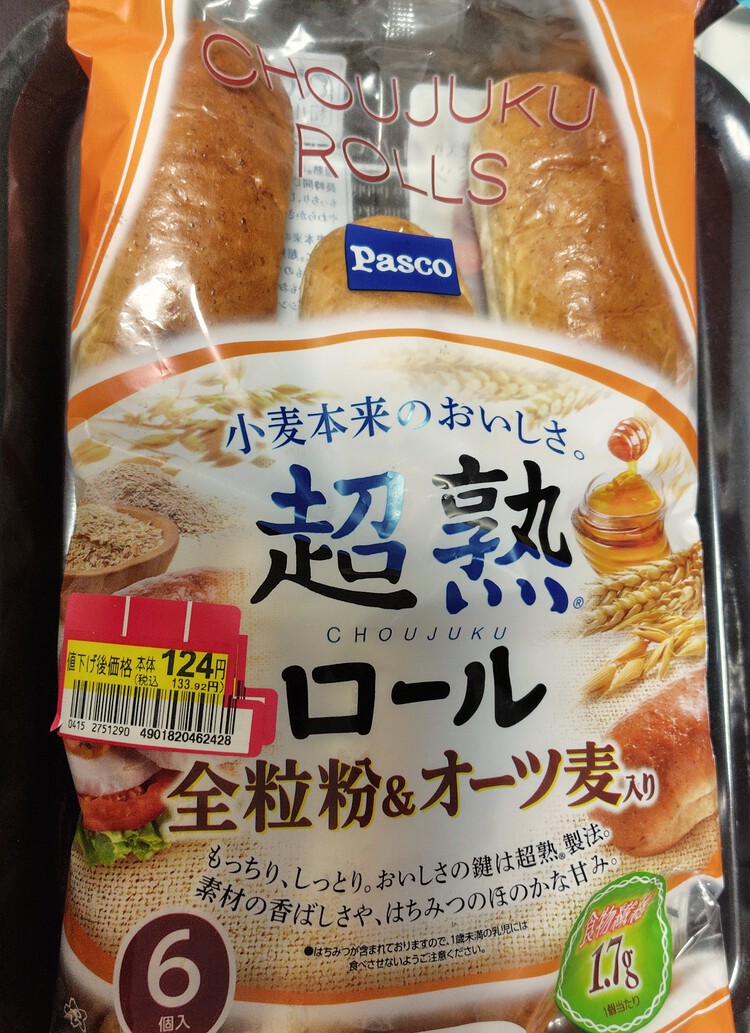 CHOUJUKU
ROLLS
Pasco
小麦本来のおいしさ。
超熟®
CHOUJUKU
ロール
全粒粉&オーツ麦入り
値下げ後価格 本体 124円
(税込 133.92円)
0415 2751290 4901820462428
もっちり、しっとり。おいしさの鍵は超熟®製法。
素材の香ばしさや、はちみつのほのかな甘み。
●はちみつが含まれておりますので、1歳未満の乳児には
食べさせないようご注意ください。
食物繊維
1.7g
1個当たり
6
個入